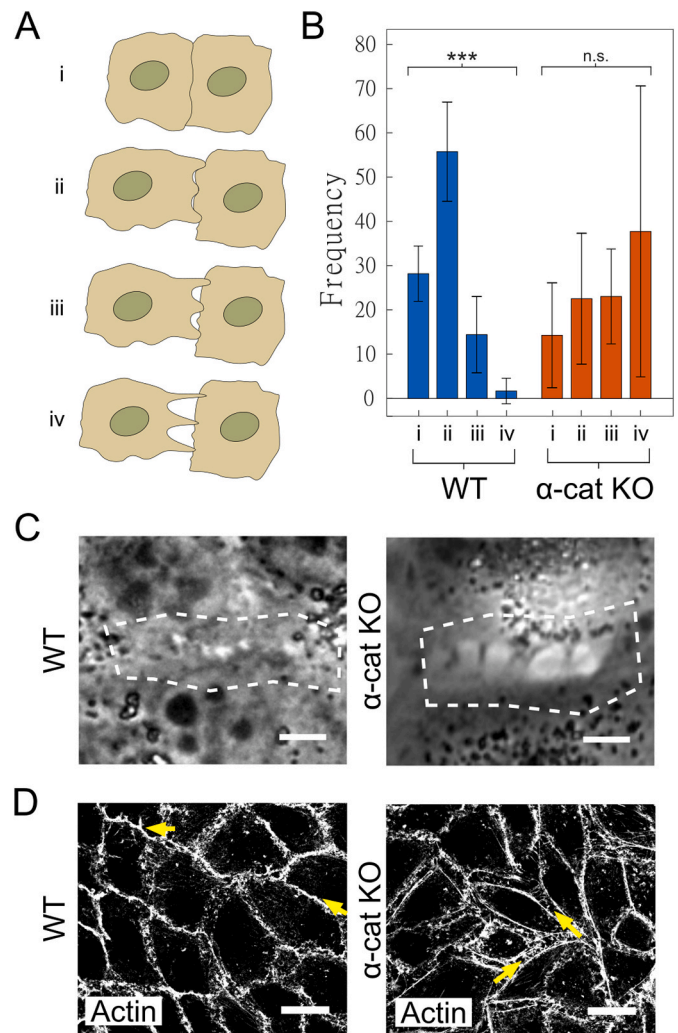 A
i
ii
iii
iv
B
80
70
60
50
40
30
20
10
0
Frequency
***
n.s.
i ii iii iv i ii iii iv
WT α-cat KO
C
WT
α-cat KO
D
WT
Actin
α-cat KO
Actin